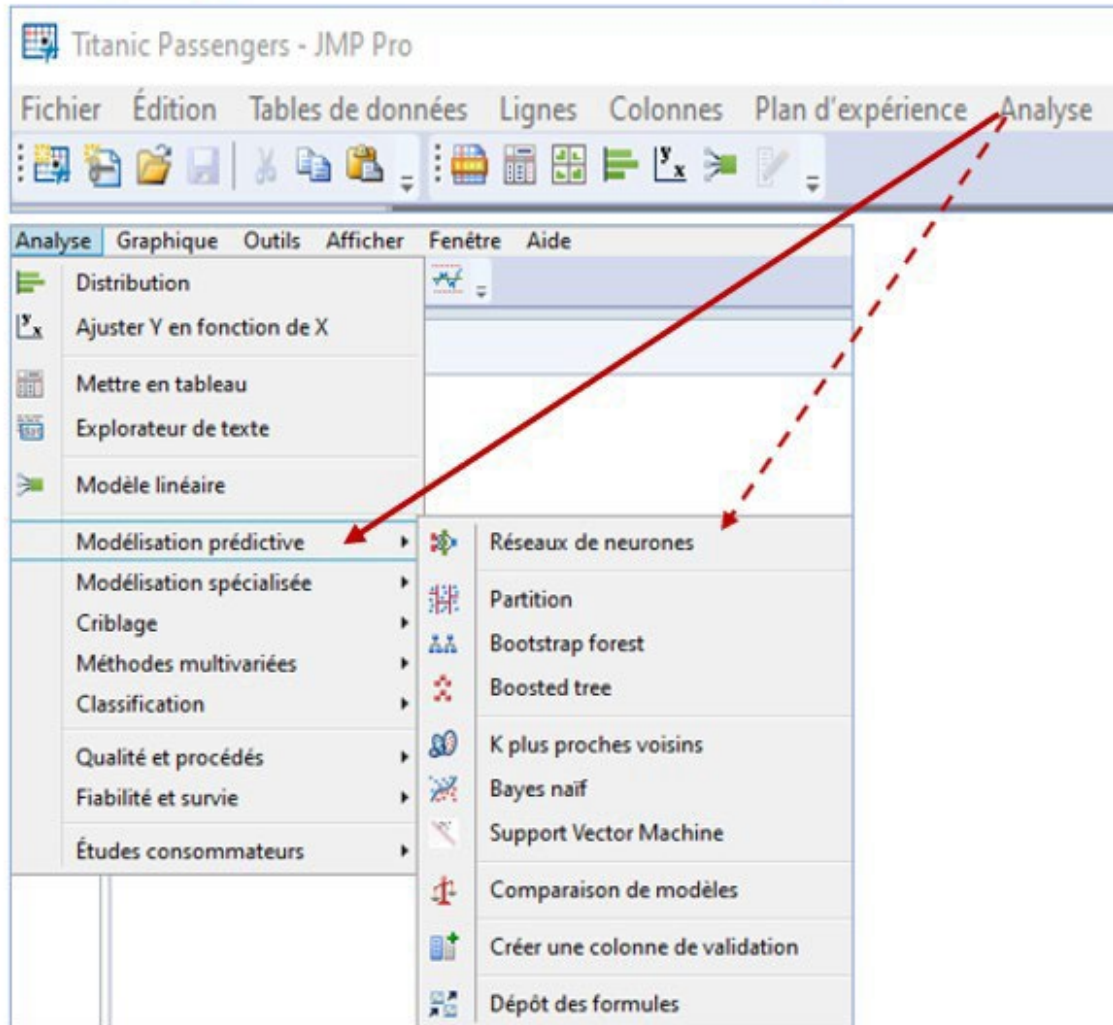 Titanic Passengers - JMP Pro
Fichier Édition Tables de données Lignes Colonnes Plan d'expérience Analyse
Analyse Graphique Outils Afficher Fenêtre Aide
Distribution
Ajuster Y en fonction de X
Mettre en tableau
Explorateur de texte
Modèle linéaire
Modélisation prédictive
Modélisation spécialisée
Criblage
Méthodes multivariées
Classification
Qualité et procédés
Fiabilité et survie
Études consommateurs
Réseaux de neurones
Partition
Bootstrap forest
Boosted tree
K plus proches voisins
Bayes naïf
Support Vector Machine
Comparaison de modèles
Créer une colonne de validation
Dépôt des formules